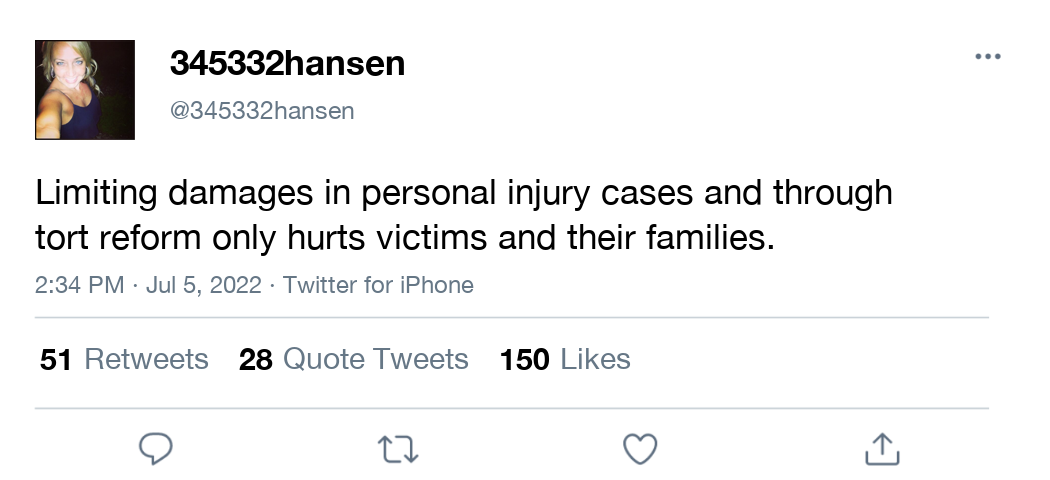 345332hansen
@345332hansen
Limiting damages in personal injury cases and through
tort reform only hurts victims and their families.
2:34 PM · Jul 5, 2022 · Twitter for iPhone
51 Retweets 28 Quote Tweets 150 Likes